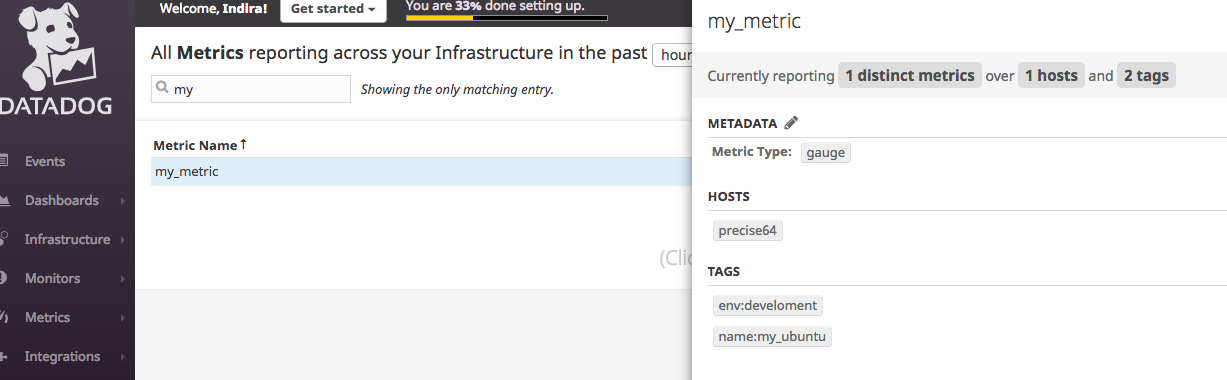 Welcome, Indira!
Get started
You are 33% done setting up.
DATADOG
Events
Dashboards
Infrastructure
Monitors
Metrics
Integrations
All Metrics reporting across your Infrastructure in the past hour
my
Showing the only matching entry.
Metric Name
my_metric
(Clic
my_metric
Currently reporting 1 distinct metrics over 1 hosts and 2 tags
METADATA
Metric Type: gauge
HOSTS
precise64
TAGS
env:develoment
name:my_ubuntu